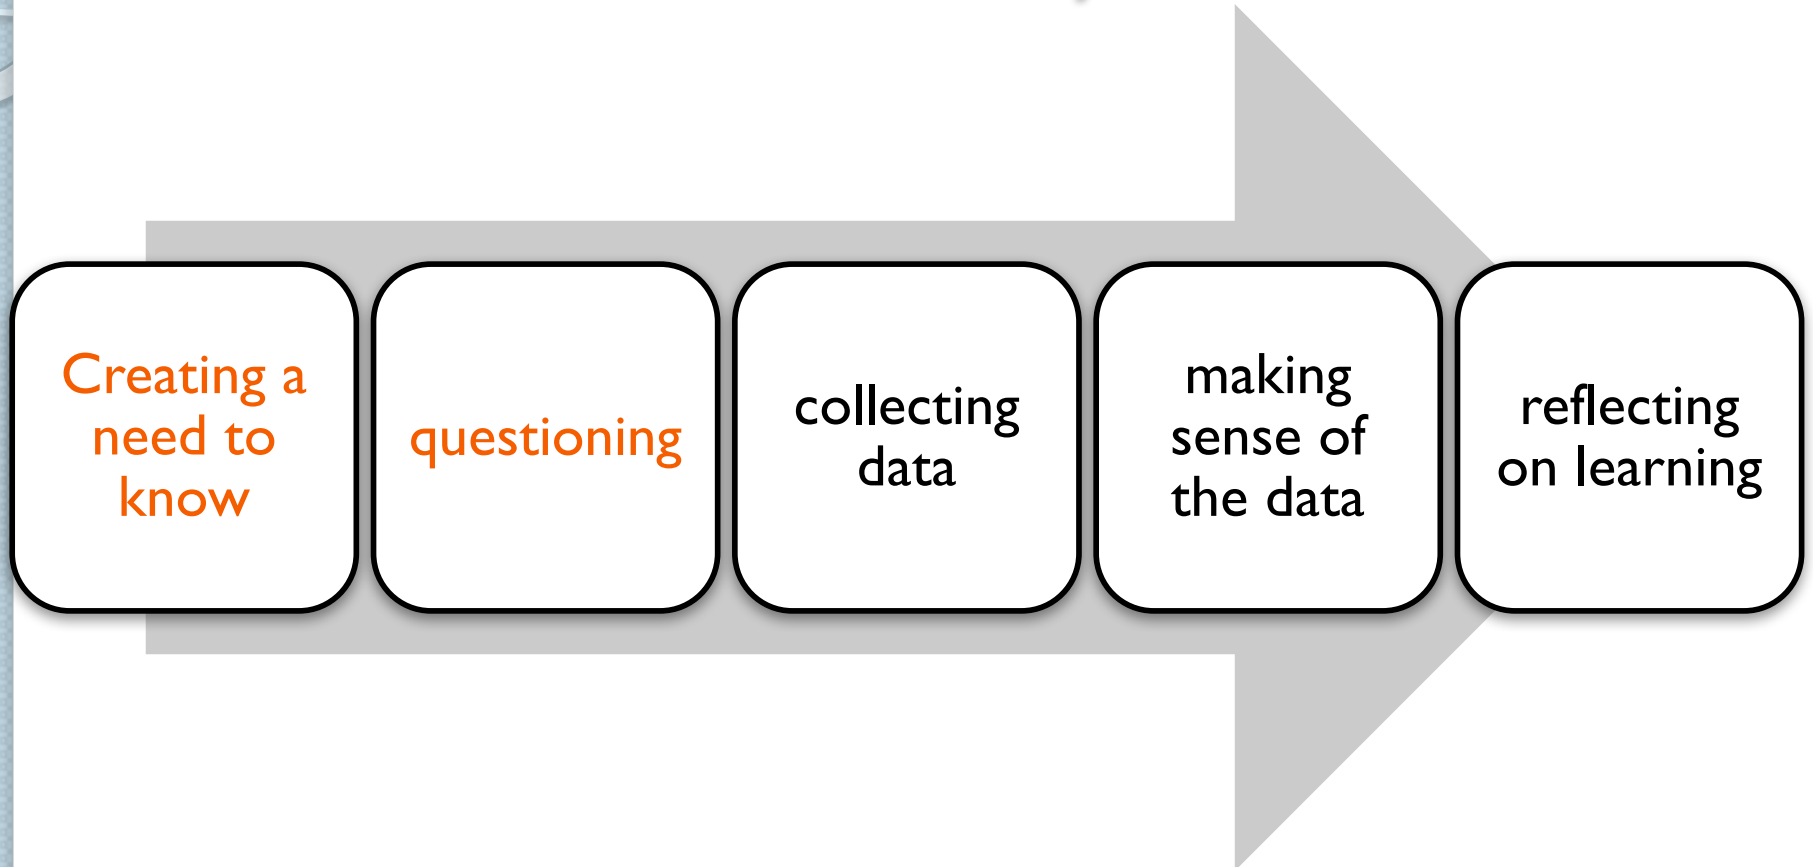 Creating a
need to
know
questioning
collecting
data
making
sense of
the data
reflecting
on learning